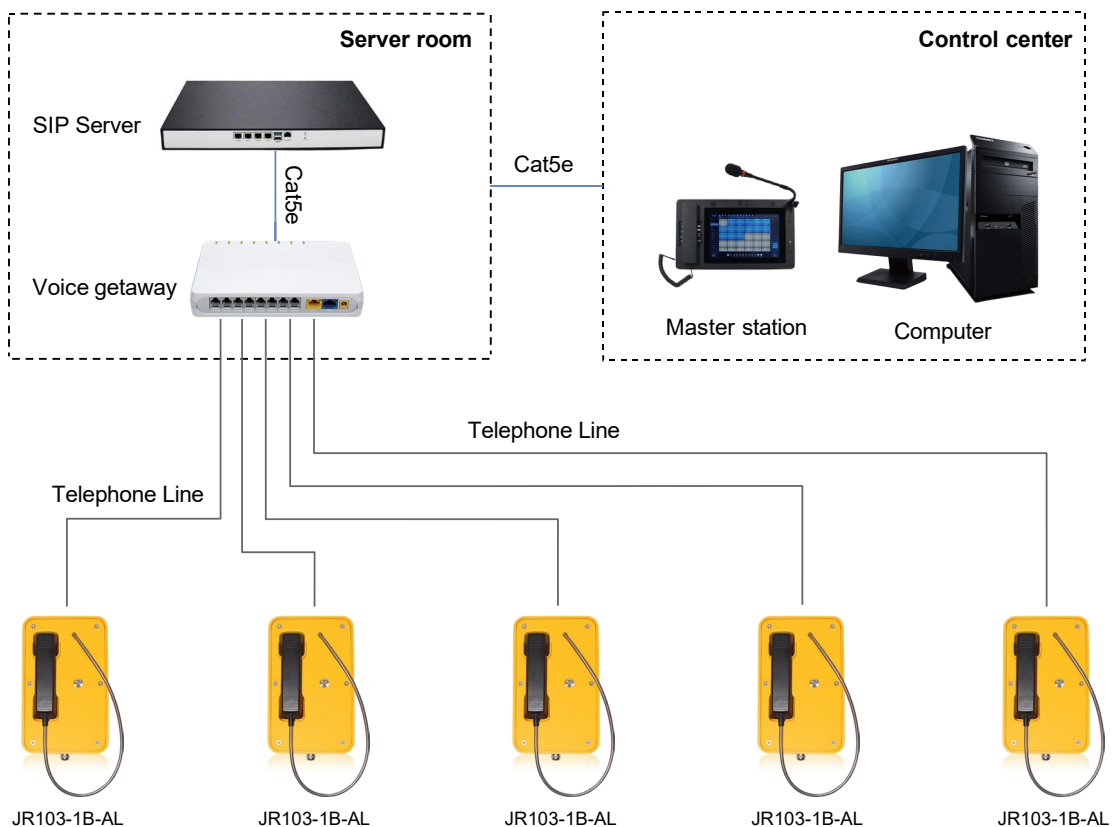 Server room
Control center
SIP Server
Cat5e
Cat5e
Voice getaway
Master station
Computer
Telephone Line
Telephone Line
JR103-1B-AL
JR103-1B-AL
JR103-1B-AL
JR103-1B-AL
JR103-1B-AL